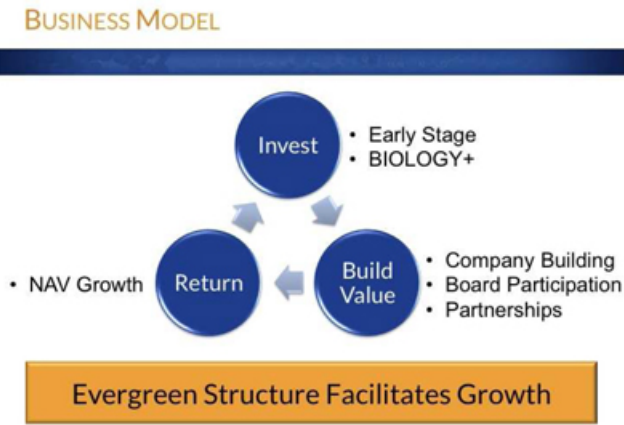 BUSINESS MODEL
Invest
• Early Stage
• BIOLOGY+
Build
Value
• Company Building
• Board Participation
• Partnerships
Return
• NAV Growth
Evergreen Structure Facilitates Growth